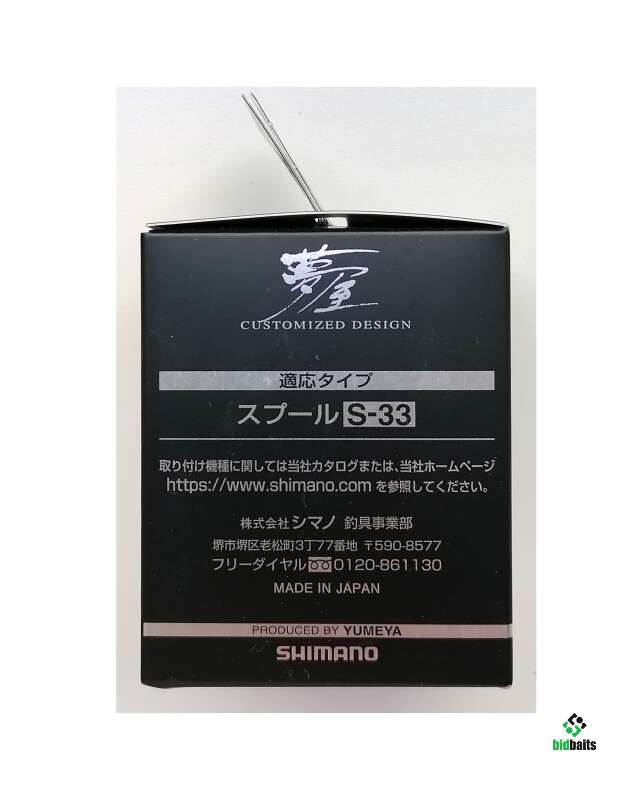 夢屋
CUSTOMIZED DESIGN
適応タイプ
スプール S-33
取り付け機種に関しては当社カタログまたは、当社ホームページ
https://www.shimano.com を参照してください。
株式会社 シマノ 釣具事業部
堺市堺区老松町3丁77番地 〒590-8577
フリーダイヤル 0120-861130
MADE IN JAPAN
PRODUCED BY YUMEYA
SHIMANO
bidbaits